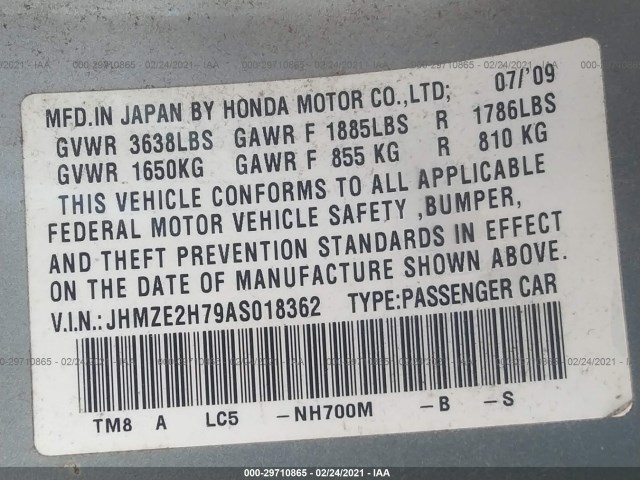 000-29710865 - 02/24/2021 - IAA
MFD.IN JAPAN BY HONDA MOTOR CO.,LTD; 07/'09
GVWR 3638LBS GAWR F 1885LBS R 1786LBS
GVWR 1650KG GAWR F 855 KG R 810 KG
THIS VEHICLE CONFORMS TO ALL APPLICABLE
FEDERAL MOTOR VEHICLE SAFETY ,BUMPER,
AND THEFT PREVENTION STANDARDS IN EFFECT
ON THE DATE OF MANUFACTURE SHOWN ABOVE.
V.I.N.:JHMZE2H79AS018362 TYPE:PASSENGER CAR
TM8 A LC5 -NH700M -B -S
000-29710865 - 02/24/2021 - IAA